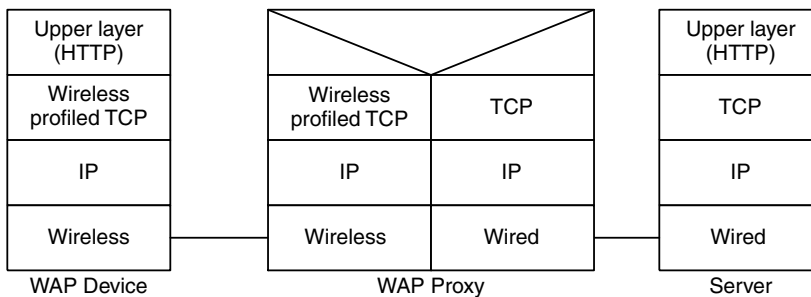 Upper layer
(HTTP)
Wireless
profiled TCP
IP
Wireless
WAP Device
Wireless
profiled TCP
TCP
IP
IP
Wireless
Wired
WAP Proxy
Upper layer
(HTTP)
TCP
IP
Wired
Server